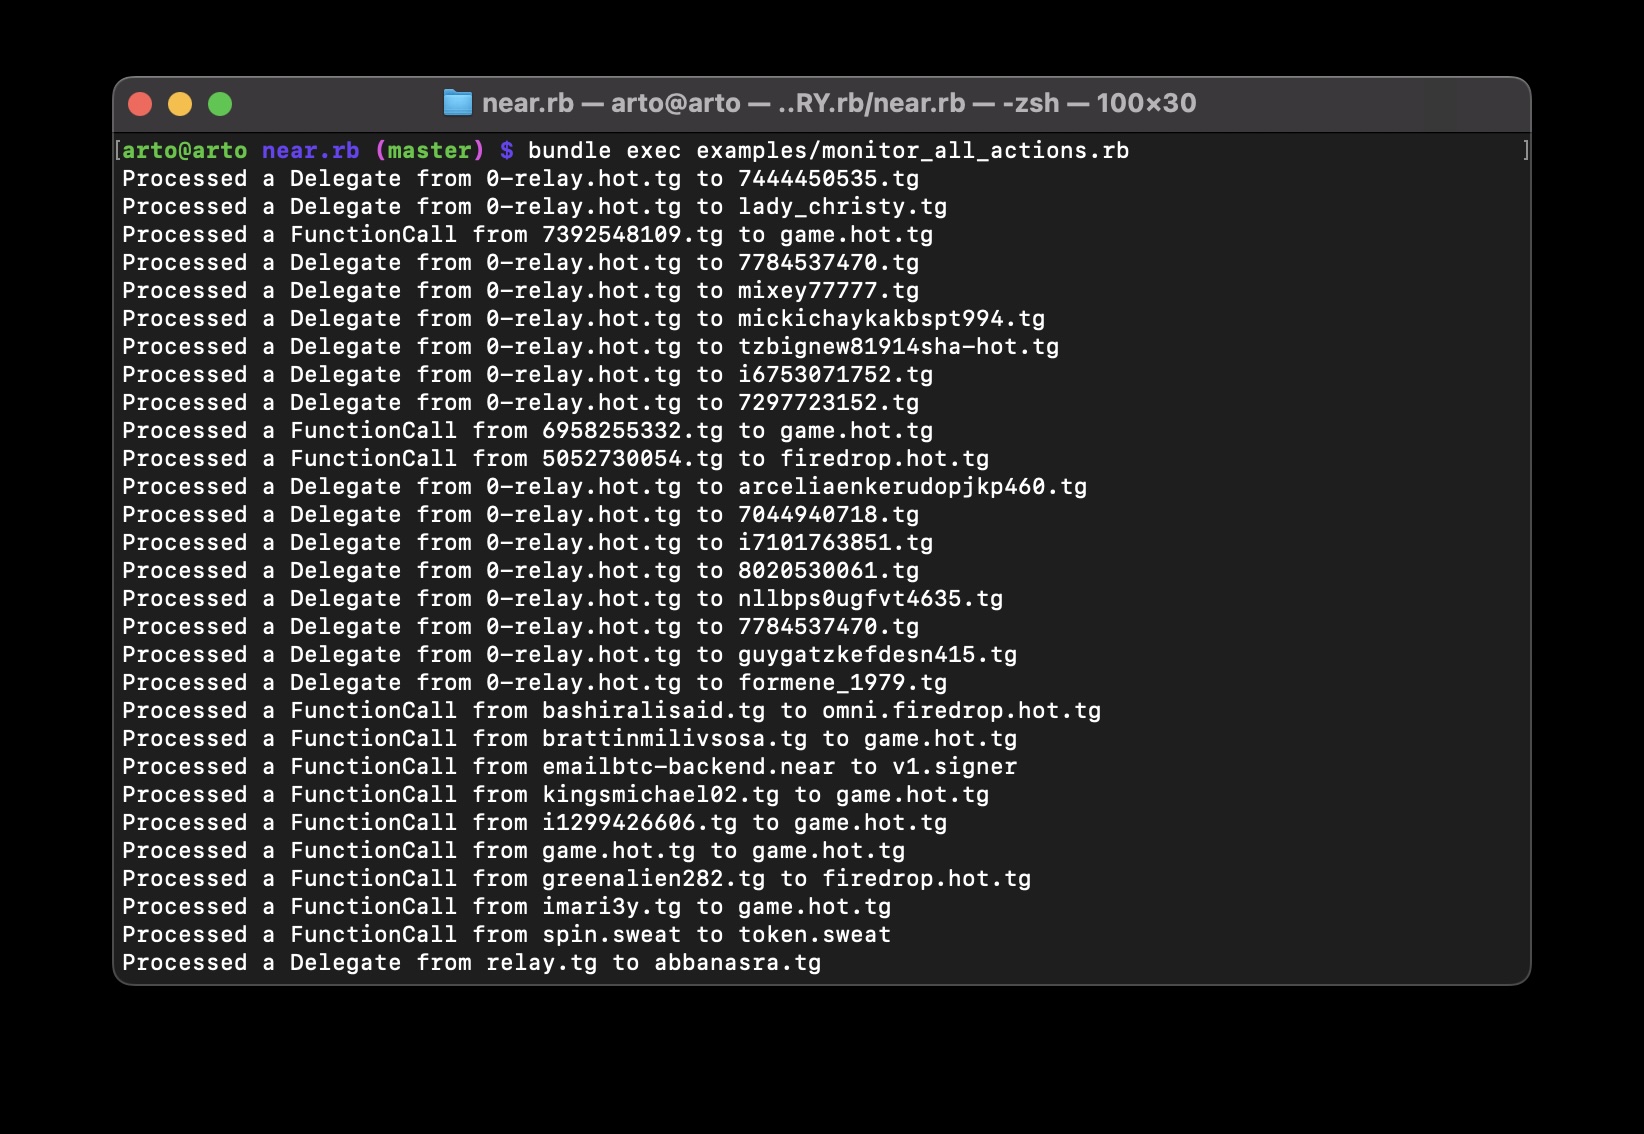 near.rb — arto@arto — ..RY.rb/near.rb — -zsh — 100×30
[arto@arto near.rb (master) $ bundle exec examples/monitor_all_actions.rb ]
Processed a Delegate from 0-relay.hot.tg to 7444450535.tg
Processed a Delegate from 0-relay.hot.tg to lady_christy.tg
Processed a FunctionCall from 7392548109.tg to game.hot.tg
Processed a Delegate from 0-relay.hot.tg to 7784537470.tg
Processed a Delegate from 0-relay.hot.tg to mixey77777.tg
Processed a Delegate from 0-relay.hot.tg to mickichaykakbspt994.tg
Processed a Delegate from 0-relay.hot.tg to tzbignew81914sha-hot.tg
Processed a Delegate from 0-relay.hot.tg to i6753071752.tg
Processed a Delegate from 0-relay.hot.tg to 7297723152.tg
Processed a FunctionCall from 6958255332.tg to game.hot.tg
Processed a FunctionCall from 5052730054.tg to firedrop.hot.tg
Processed a Delegate from 0-relay.hot.tg to arceliaenkerudopjkp460.tg
Processed a Delegate from 0-relay.hot.tg to 7044940718.tg
Processed a Delegate from 0-relay.hot.tg to i7101763851.tg
Processed a Delegate from 0-relay.hot.tg to 8020530061.tg
Processed a Delegate from 0-relay.hot.tg to nllbps0ugfvt4635.tg
Processed a Delegate from 0-relay.hot.tg to 7784537470.tg
Processed a Delegate from 0-relay.hot.tg to guygatzkefdesn415.tg
Processed a Delegate from 0-relay.hot.tg to formene_1979.tg
Processed a FunctionCall from bashiralisaid.tg to omni.firedrop.hot.tg
Processed a FunctionCall from brattinmilivsosa.tg to game.hot.tg
Processed a FunctionCall from emailbtc-backend.near to v1.signer
Processed a FunctionCall from kingsmichael02.tg to game.hot.tg
Processed a FunctionCall from i1299426606.tg to game.hot.tg
Processed a FunctionCall from game.hot.tg to game.hot.tg
Processed a FunctionCall from greenalien282.tg to firedrop.hot.tg
Processed a FunctionCall from imari3y.tg to game.hot.tg
Processed a FunctionCall from spin.sweat to token.sweat
Processed a Delegate from relay.tg to abbanasra.tg